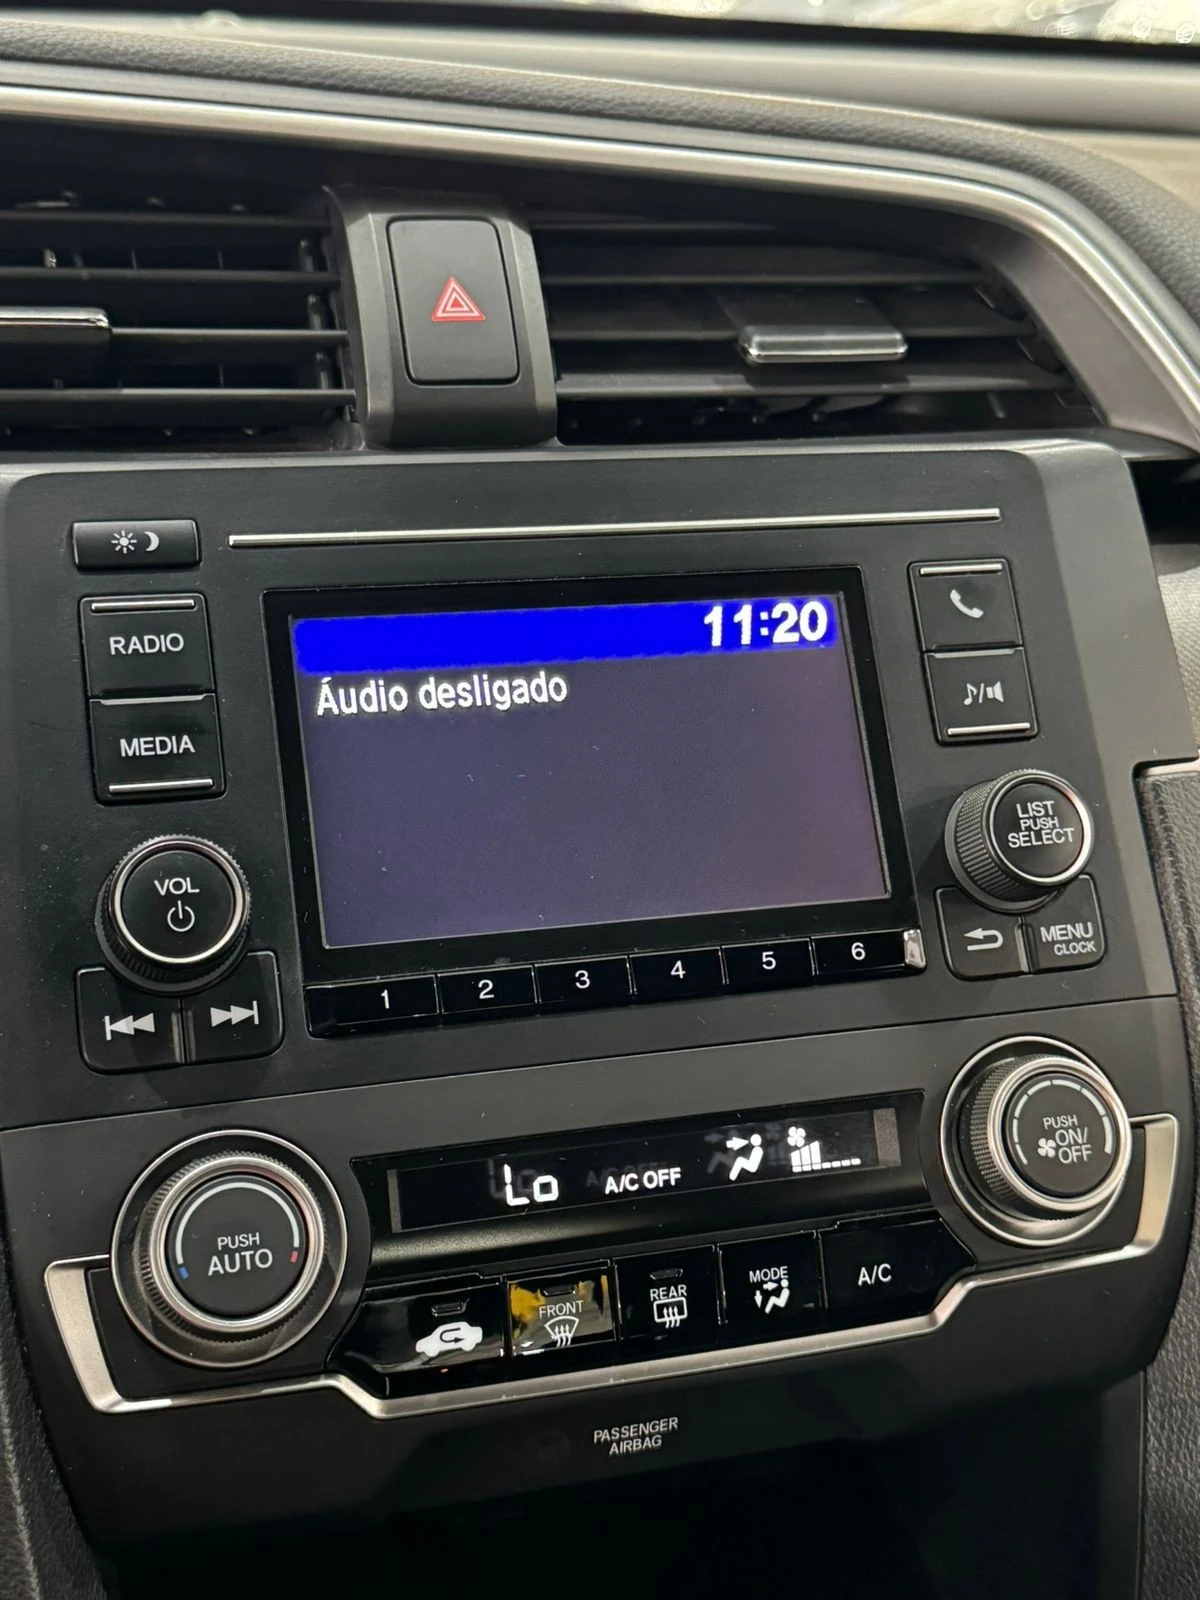 11:20
Áudio desligado
RADIO
MEDIA
VOL
LIST
PUSH
SELECT
MENU
CLOCK
1 2 3 4 5 6
Lo A/C OFF
PUSH
AUTO
PUSH
ON/
OFF
FRONT
REAR
MODE
A/C
PASSENGER
AIRBAG